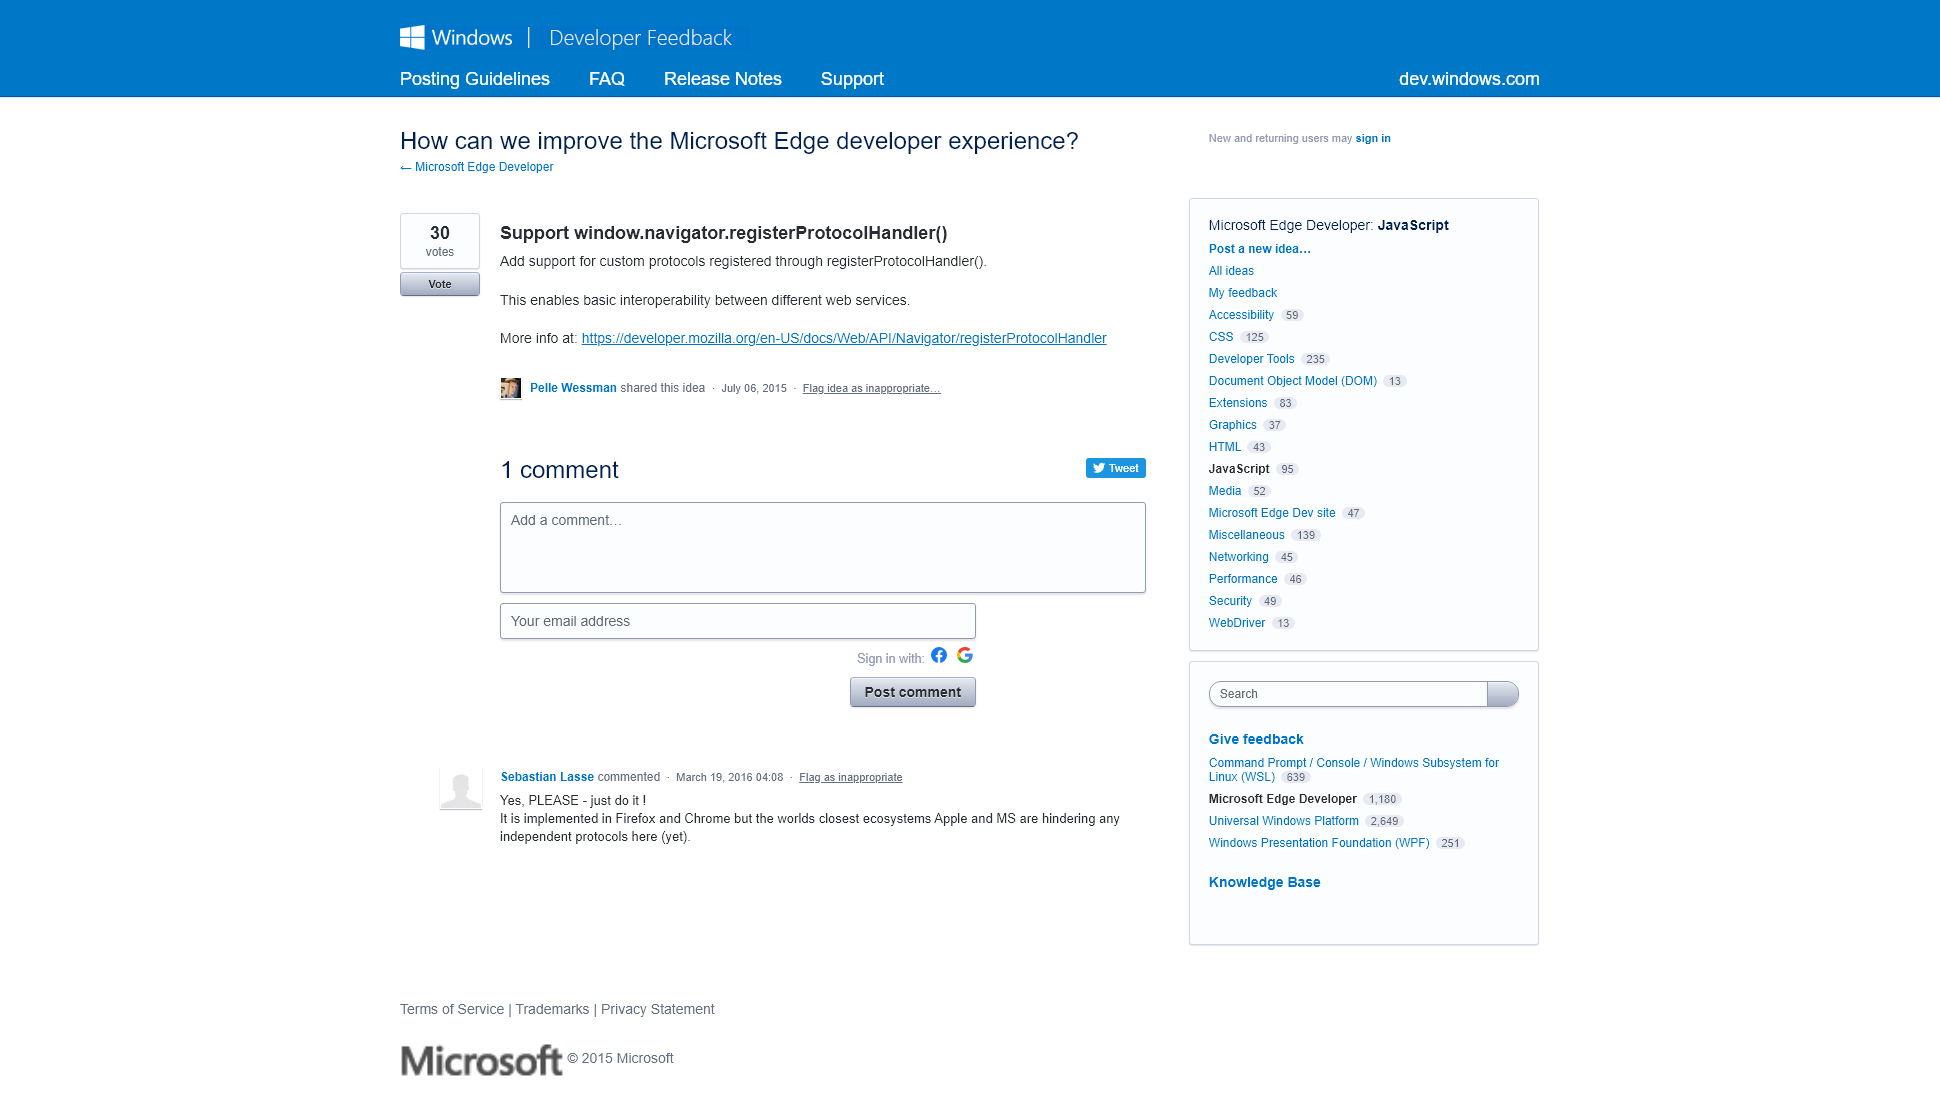 Windows | Developer Feedback
Posting Guidelines FAQ Release Notes Support dev.windows.com
How can we improve the Microsoft Edge developer experience?
← Microsoft Edge Developer
New and returning users may sign in
30
votes
Vote
Support window.navigator.registerProtocolHandler()
Add support for custom protocols registered through registerProtocolHandler().
This enables basic interoperability between different web services.
More info at: https://developer.mozilla.org/en-US/docs/Web/API/Navigator/registerProtocolHandler
Pelle Wessman shared this idea · July 06, 2015 · Flag idea as inappropriate…
1 comment
Tweet
Add a comment…
Your email address
Sign in with:
Post comment
Sebastian Lasse commented · March 19, 2016 04:08 · Flag as inappropriate
Yes, PLEASE - just do it !
It is implemented in Firefox and Chrome but the worlds closest ecosystems Apple and MS are hindering any
independent protocols here (yet).
Microsoft Edge Developer: JavaScript
Post a new idea…
All ideas
My feedback
Accessibility 59
CSS 125
Developer Tools 235
Document Object Model (DOM) 13
Extensions 83
Graphics 37
HTML 43
JavaScript 95
Media 52
Microsoft Edge Dev site 47
Miscellaneous 139
Networking 45
Performance 46
Security 49
WebDriver 13
Search
Give feedback
Command Prompt / Console / Windows Subsystem for
Linux (WSL) 639
Microsoft Edge Developer 1,180
Universal Windows Platform 2,649
Windows Presentation Foundation (WPF) 251
Knowledge Base
Terms of Service | Trademarks | Privacy Statement
Microsoft © 2015 Microsoft